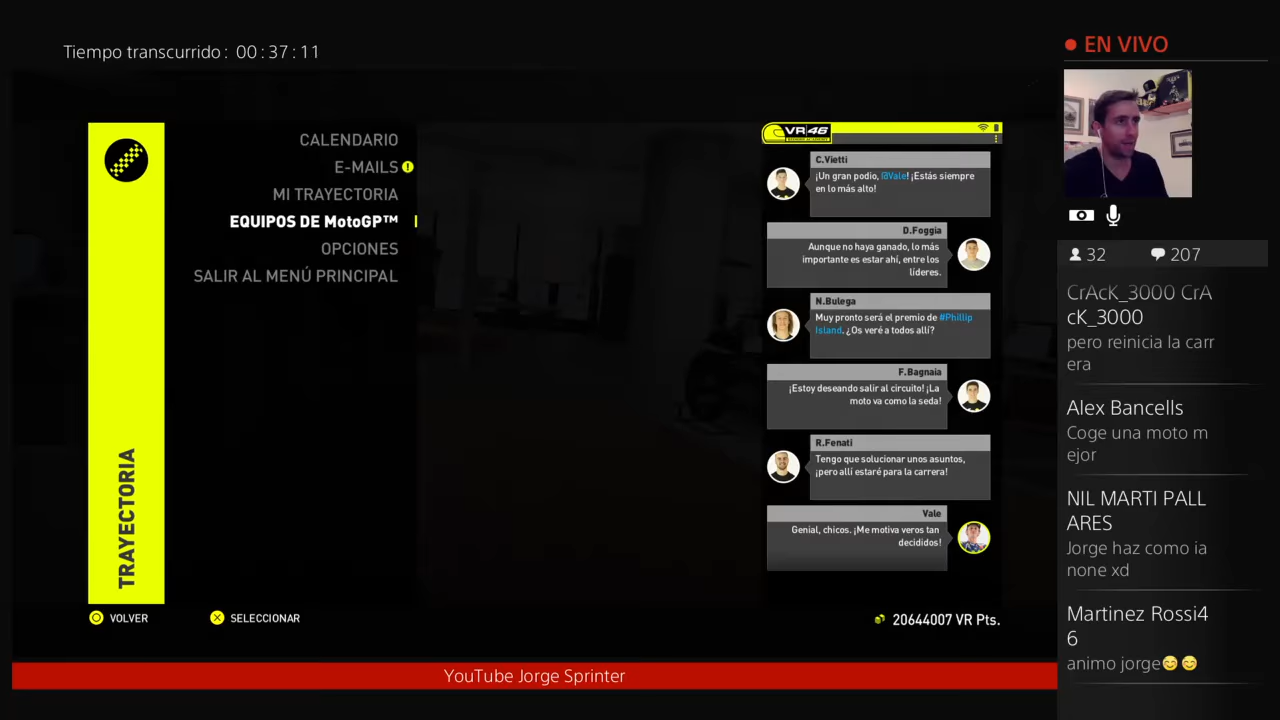 Tiempo transcurrido: 00:37:11
EN VIVO
TRAYECTORIA
CALENDARIO
E-MAILS
MI TRAYECTORIA
EQUIPOS DE MotoGP™
OPCIONES
SALIR AL MENÚ PRINCIPAL
VR|46
C.Vietti
¡Un gran podio, @Vale! ¡Estás siempre
en lo más alto!
D.Foggia
Aunque no haya ganado, lo más
importante es estar ahí, entre los
líderes.
N.Bulega
Muy pronto será el premio de #Phillip
Island. ¿Os veré a todos allí?
F.Bagnaia
¡Estoy deseando salir al circuito! ¡La
moto va como la seda!
R.Fenati
Tengo que solucionar unos asuntos,
¡pero allí estaré para la carrera!
Vale
Genial, chicos. ¡Me motiva veros tan
decididos!
VOLVER
SELECCIONAR
20644007 VR Pts.
YouTube Jorge Sprinter
32
207
CrAcK_3000 CrA
cK_3000
pero reinicia la carr
era
Alex Bancells
Coge una moto m
ejor
NIL MARTI PALL
ARES
Jorge haz como ia
none xd
Martinez Rossi4
6
animo jorge😊😊